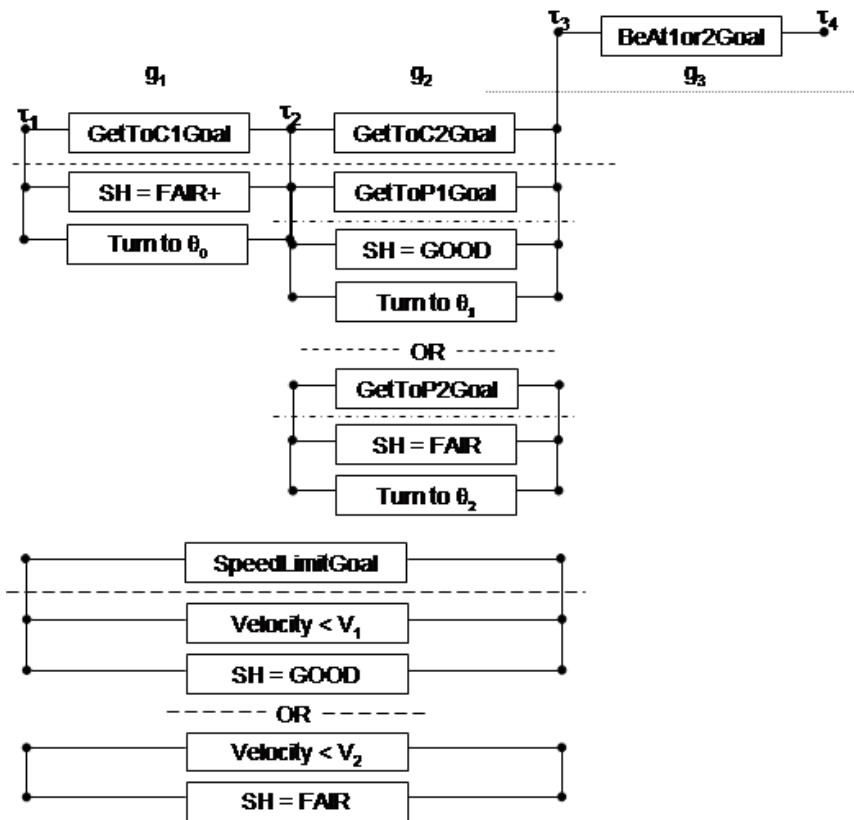 τ₃ BeAt1or2Goal τ₄
g₁ g₂ g₃
τ₁ GetToC1Goal τ₂ GetToC2Goal
SH = FAIR+ GetToP1Goal
Turn to θ₀ SH = GOOD
Turn to θ₁
OR
GetToP2Goal
SH = FAIR
Turn to θ₂
SpeedLimitGoal
Velocity < V₁
SH = GOOD
OR
Velocity < V₂
SH = FAIR